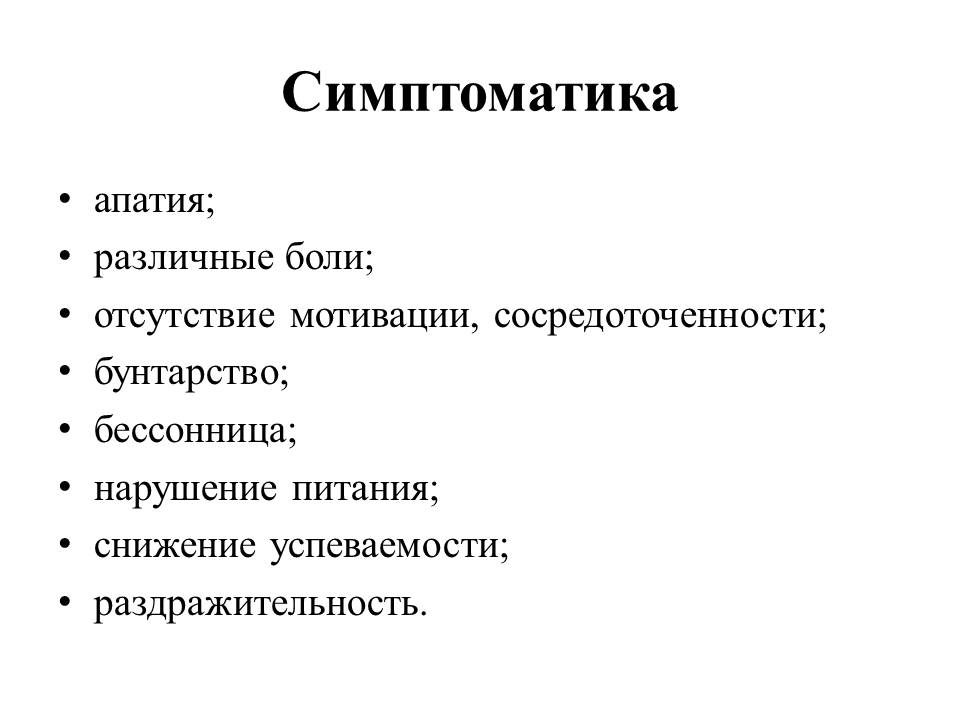 Симптоматика
• апатия;
• различные боли;
• отсутствие мотивации, сосредоточенности;
• бунтарство;
• бессонница;
• нарушение питания;
• снижение успеваемости;
• раздражительность.